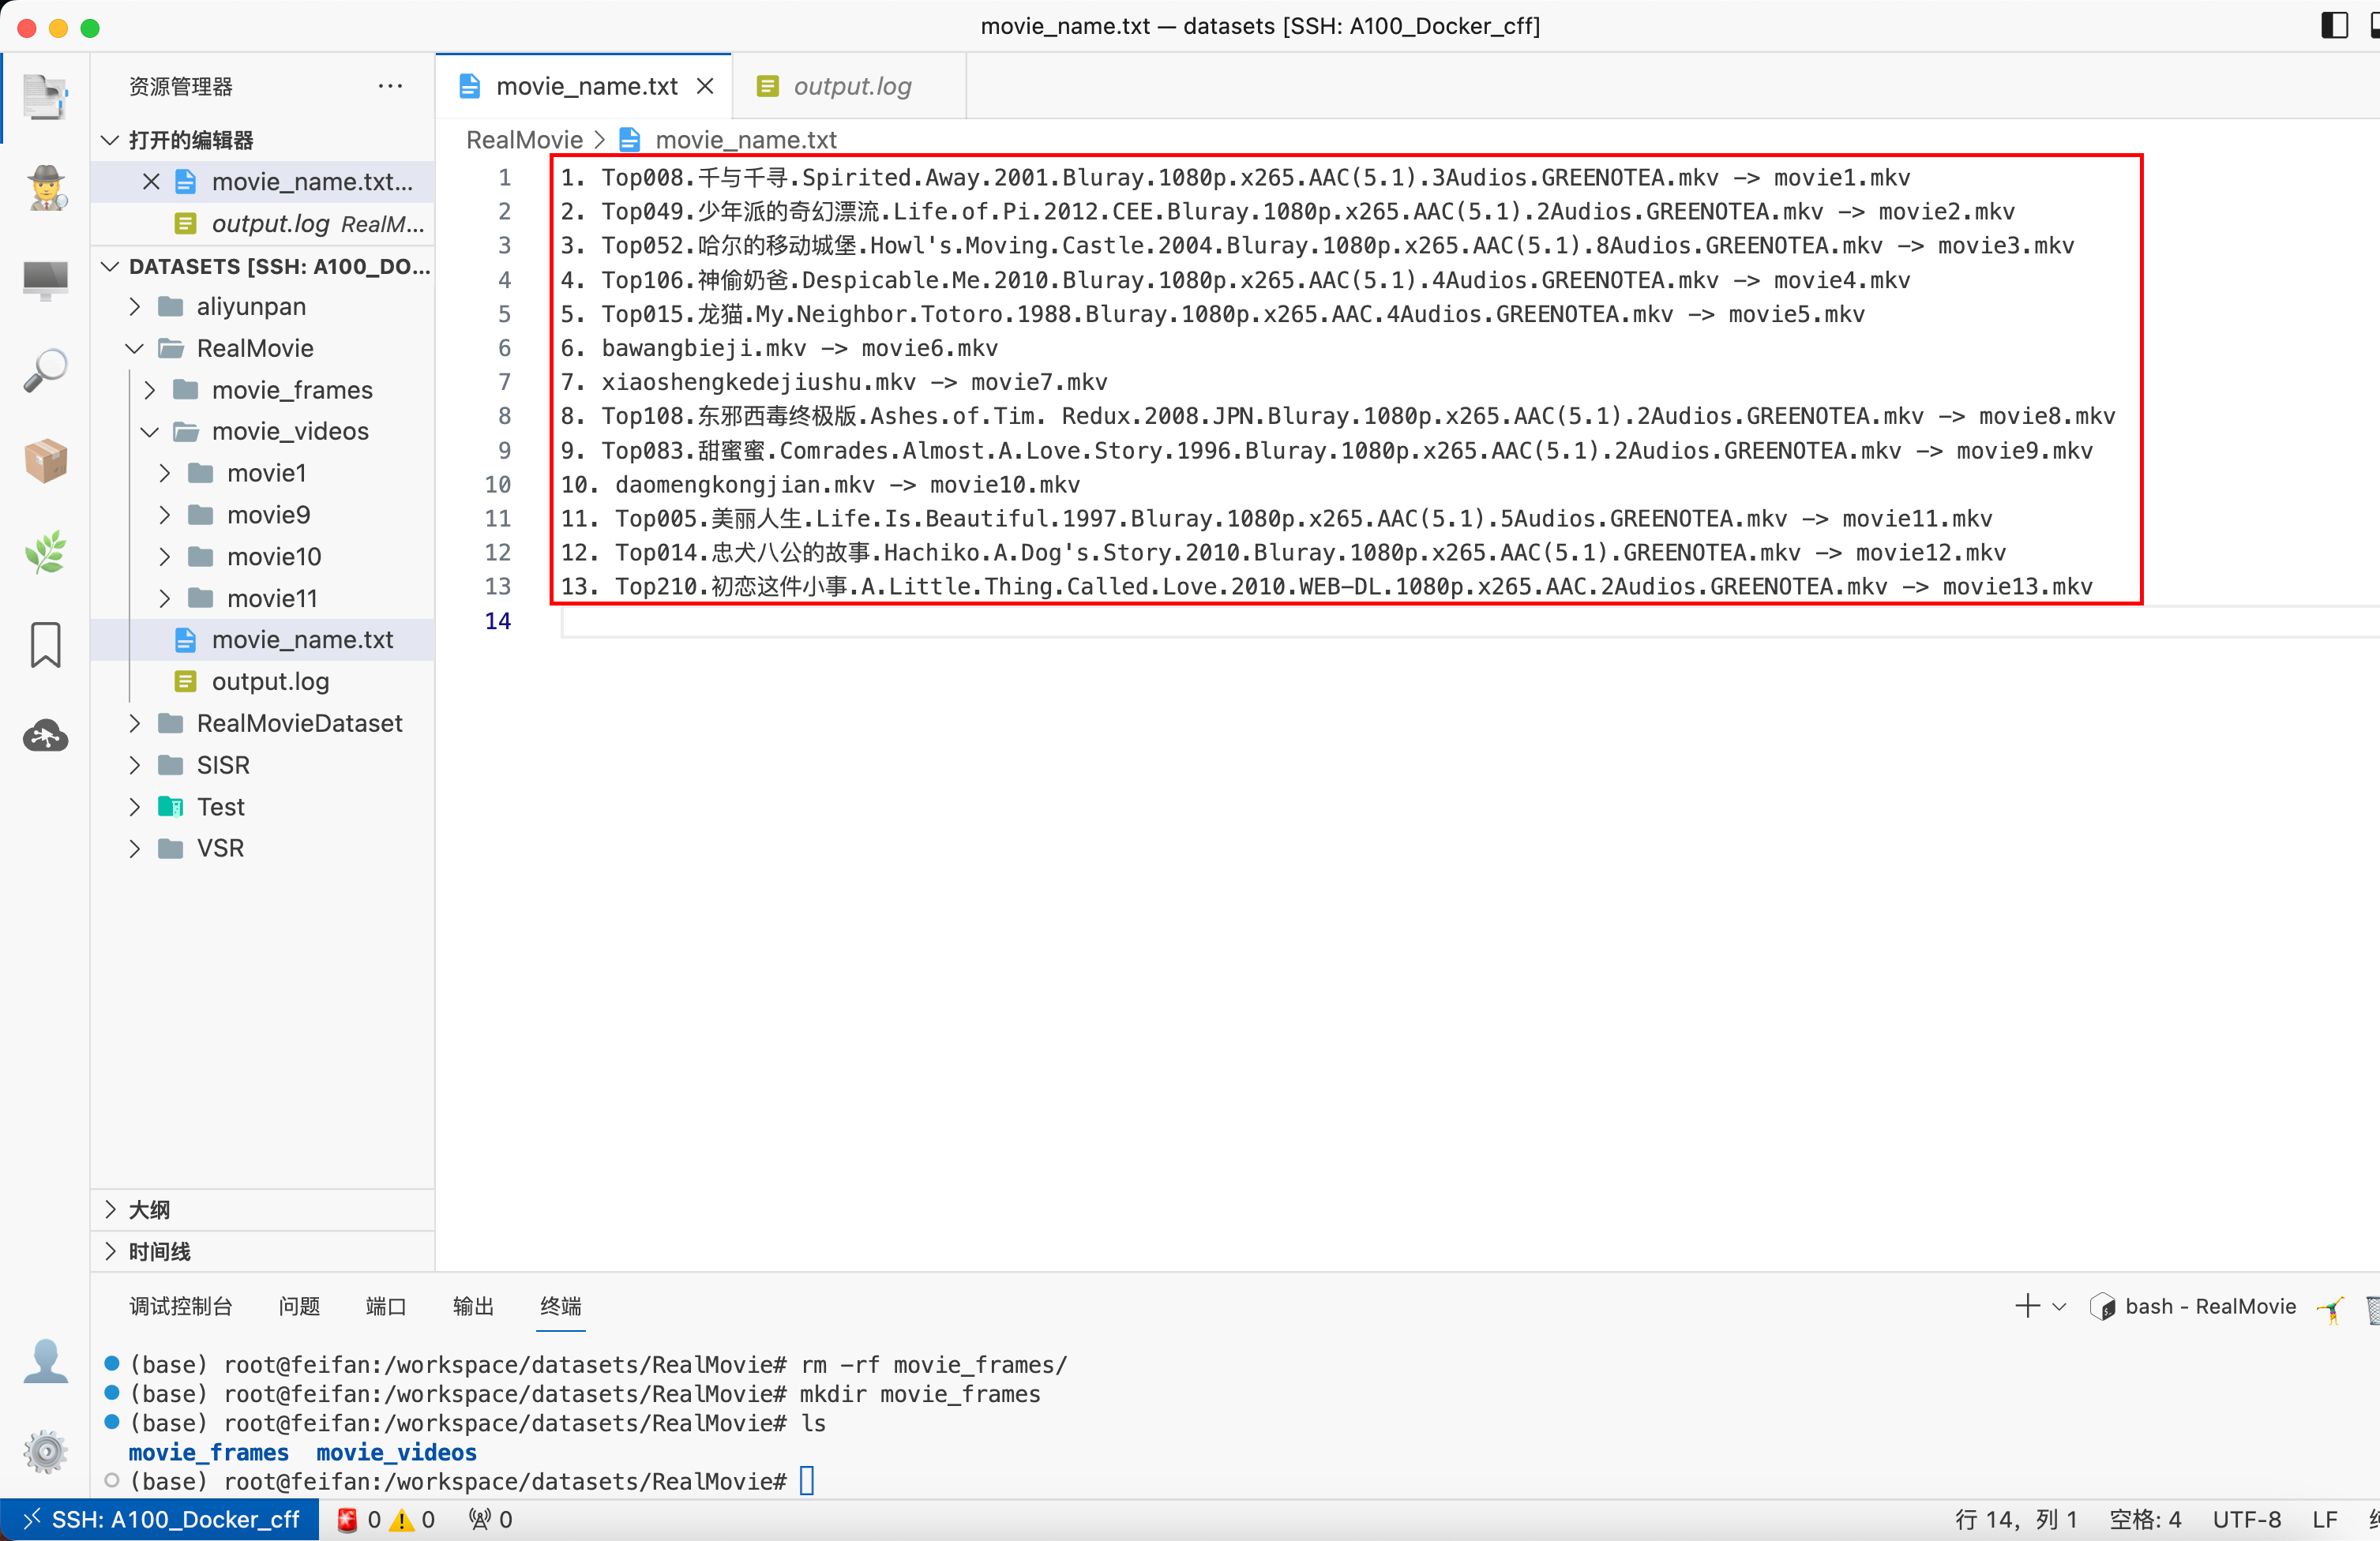 movie_name.txt — datasets [SSH: A100_Docker_cff]
资源管理器
打开的编辑器
movie_name.txt...
output.log RealM...
DATASETS [SSH: A100_DO...
aliyunpan
RealMovie
movie_frames
movie_videos
movie1
movie9
movie10
movie11
movie_name.txt
output.log
RealMovieDataset
SISR
Test
VSR
大纲
时间线
movie_name.txt
output.log
RealMovie > movie_name.txt
1 1. Top008.千与千寻.Spirited.Away.2001.Bluray.1080p.x265.AAC(5.1).3Audios.GREENOTEA.mkv -> movie1.mkv
2 2. Top049.少年派的奇幻漂流.Life.of.Pi.2012.CEE.Bluray.1080p.x265.AAC(5.1).2Audios.GREENOTEA.mkv -> movie2.mkv
3 3. Top052.哈尔的移动城堡.Howl's.Moving.Castle.2004.Bluray.1080p.x265.AAC(5.1).8Audios.GREENOTEA.mkv -> movie3.mkv
4 4. Top106.神偷奶爸.Despicable.Me.2010.Bluray.1080p.x265.AAC(5.1).4Audios.GREENOTEA.mkv -> movie4.mkv
5 5. Top015.龙猫.My.Neighbor.Totoro.1988.Bluray.1080p.x265.AAC.4Audios.GREENOTEA.mkv -> movie5.mkv
6 6. bawangbieji.mkv -> movie6.mkv
7 7. xiaoshengkedejiushu.mkv -> movie7.mkv
8 8. Top108.东邪西毒终极版.Ashes.of.Tim. Redux.2008.JPN.Bluray.1080p.x265.AAC(5.1).2Audios.GREENOTEA.mkv -> movie8.mkv
9 9. Top083.甜蜜蜜.Comrades.Almost.A.Love.Story.1996.Bluray.1080p.x265.AAC(5.1).2Audios.GREENOTEA.mkv -> movie9.mkv
10 10. daomengkongjian.mkv -> movie10.mkv
11 11. Top005.美丽人生.Life.Is.Beautiful.1997.Bluray.1080p.x265.AAC(5.1).5Audios.GREENOTEA.mkv -> movie11.mkv
12 12. Top014.忠犬八公的故事.Hachiko.A.Dog's.Story.2010.Bluray.1080p.x265.AAC(5.1).GREENOTEA.mkv -> movie12.mkv
13 13. Top210.初恋这件小事.A.Little.Thing.Called.Love.2010.WEB-DL.1080p.x265.AAC.2Audios.GREENOTEA.mkv -> movie13.mkv
14
调试控制台 问题 端口 输出 终端
bash - RealMovie
(base) root@feifan:/workspace/datasets/RealMovie# rm -rf movie_frames/
(base) root@feifan:/workspace/datasets/RealMovie# mkdir movie_frames
(base) root@feifan:/workspace/datasets/RealMovie# ls
movie_frames movie_videos
(base) root@feifan:/workspace/datasets/RealMovie#
SSH: A100_Docker_cff 0 0 0 行 14, 列 1 空格: 4 UTF-8 LF